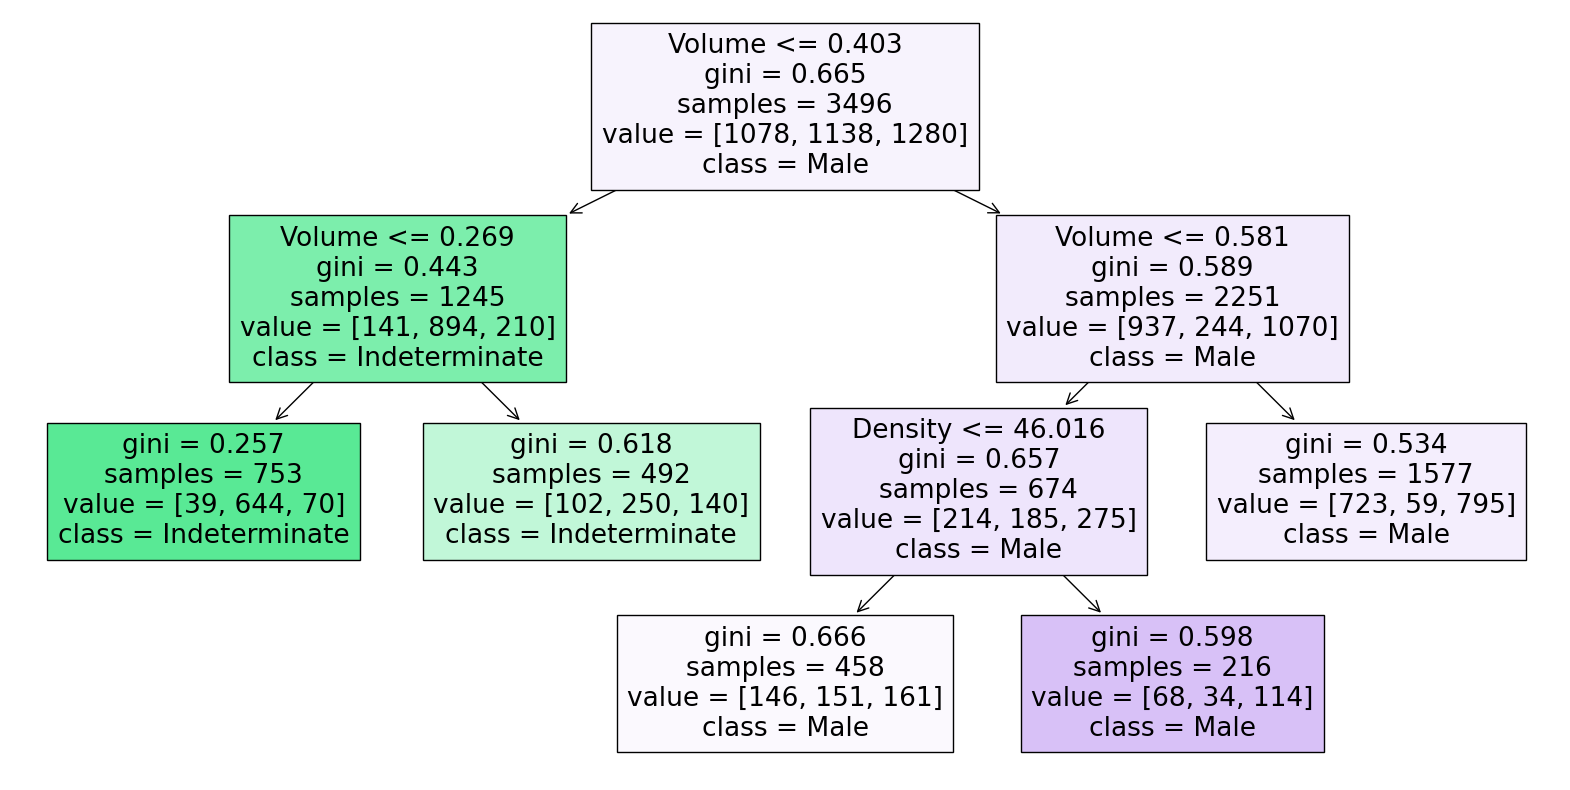 Volume <= 0.403
gini = 0.665
samples = 3496
value = [1078, 1138, 1280]
class = Male
Volume <= 0.269
gini = 0.443
samples = 1245
value = [141, 894, 210]
class = Indeterminate
Volume <= 0.581
gini = 0.589
samples = 2251
value = [937, 244, 1070]
class = Male
gini = 0.257
samples = 753
value = [39, 644, 70]
class = Indeterminate
gini = 0.618
samples = 492
value = [102, 250, 140]
class = Indeterminate
Density <= 46.016
gini = 0.657
samples = 674
value = [214, 185, 275]
class = Male
gini = 0.534
samples = 1577
value = [723, 59, 795]
class = Male
gini = 0.666
samples = 458
value = [146, 151, 161]
class = Male
gini = 0.598
samples = 216
value = [68, 34, 114]
class = Male